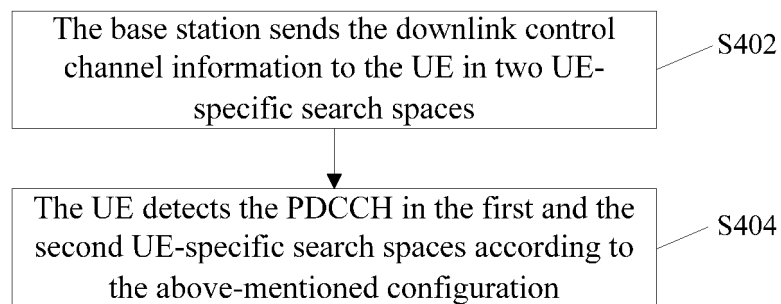 The base station sends the downlink control
channel information to the UE in two UE-
specific search spaces
S402
The UE detects the PDCCH in the first and the
second UE-specific search spaces according to
the above-mentioned configuration
S404